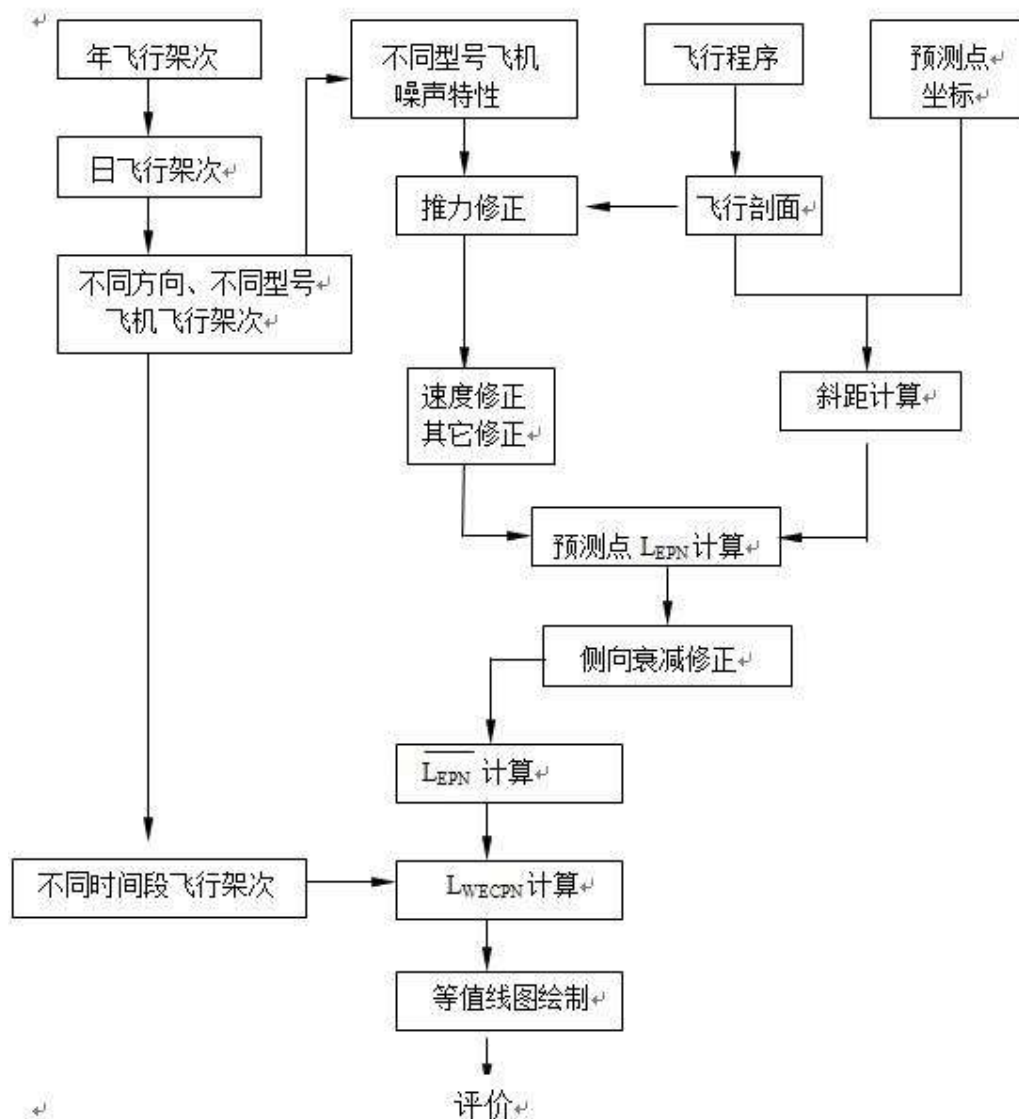 年飞行架次
不同型号飞机
噪声特性
飞行程序
预测点
坐标
日飞行架次
推力修正
飞行剖面
不同方向、不同型号
飞机飞行架次
速度修正
其它修正
斜距计算
预测点 LEPN 计算
侧向衰减修正
LEPN 计算
不同时间段飞行架次
LWECPN 计算
等值线图绘制
评价